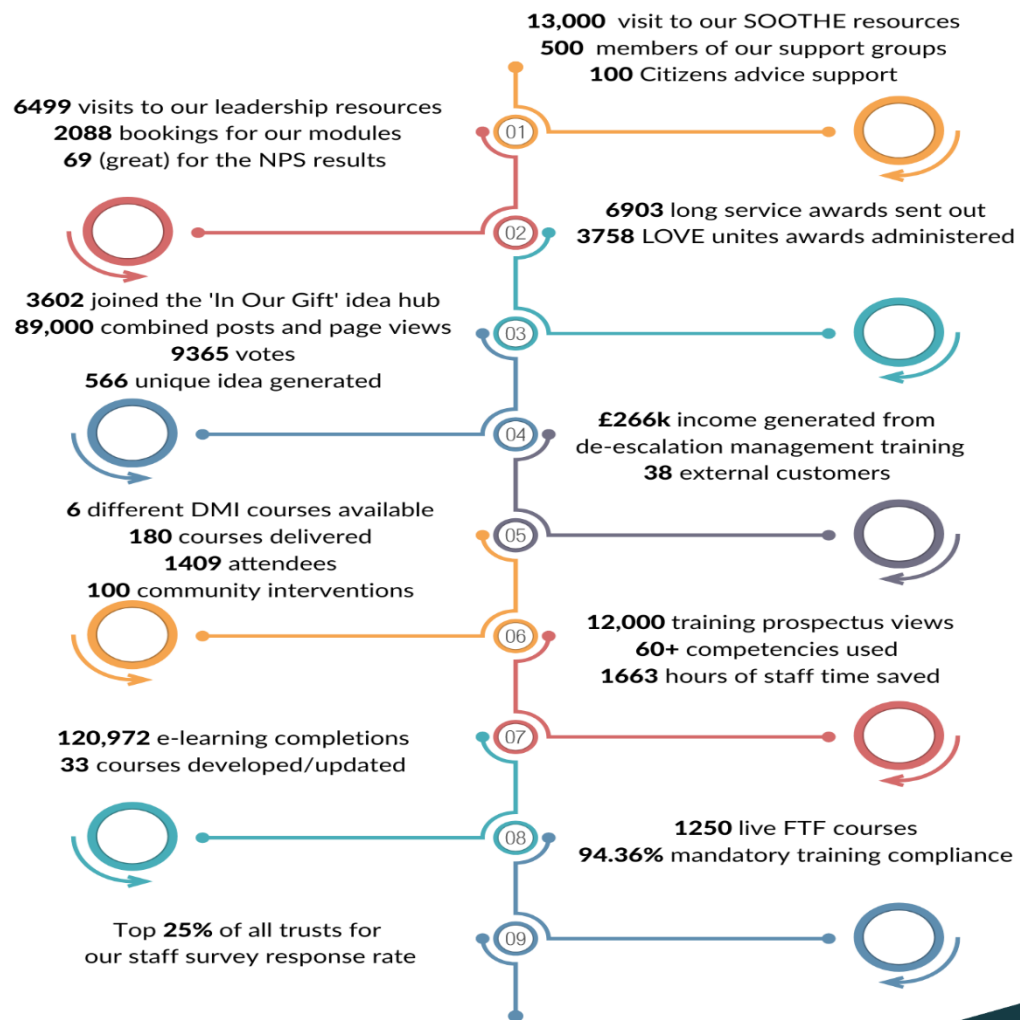 13,000 visit to our SOOTHE resources
500 members of our support groups
100 Citizens advice support
01
6499 visits to our leadership resources
2088 bookings for our modules
69 (great) for the NPS results
02
6903 long service awards sent out
3758 LOVE unites awards administered
03
3602 joined the 'In Our Gift' idea hub
89,000 combined posts and page views
9365 votes
566 unique idea generated
04
£266k income generated from
de-escalation management training
38 external customers
05
6 different DMI courses available
180 courses delivered
1409 attendees
100 community interventions
06
12,000 training prospectus views
60+ competencies used
1663 hours of staff time saved
07
120,972 e-learning completions
33 courses developed/updated
08
1250 live FTF courses
94.36% mandatory training compliance
09
Top 25% of all trusts for
our staff survey response rate